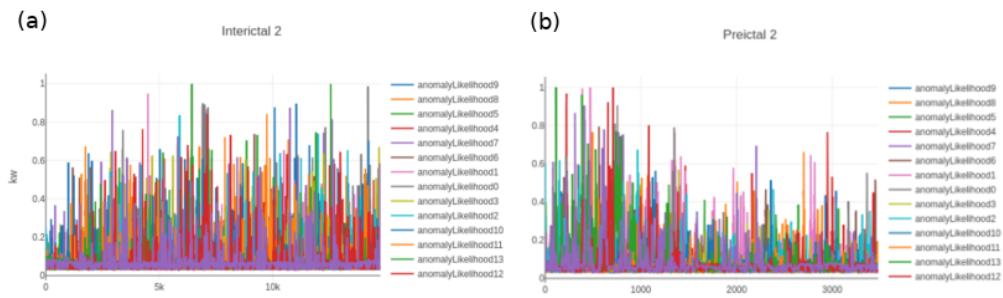 (a)
Interictal 2
1
0.8
0.6
0.4
0.2
0
kw
0
5k
10k
anomalyLikelihood9
anomalyLikelihood8
anomalyLikelihood5
anomalyLikelihood4
anomalyLikelihood7
anomalyLikelihood6
anomalyLikelihood1
anomalyLikelihood0
anomalyLikelihood3
anomalyLikelihood2
anomalyLikelihood10
anomalyLikelihood11
anomalyLikelihood13
anomalyLikelihood12
(b)
Preictal 2
1
0.8
0.6
0.4
0.2
0
0
1000
2000
3000
anomalyLikelihood9
anomalyLikelihood8
anomalyLikelihood5
anomalyLikelihood4
anomalyLikelihood7
anomalyLikelihood6
anomalyLikelihood1
anomalyLikelihood0
anomalyLikelihood3
anomalyLikelihood2
anomalyLikelihood10
anomalyLikelihood11
anomalyLikelihood13
anomalyLikelihood12